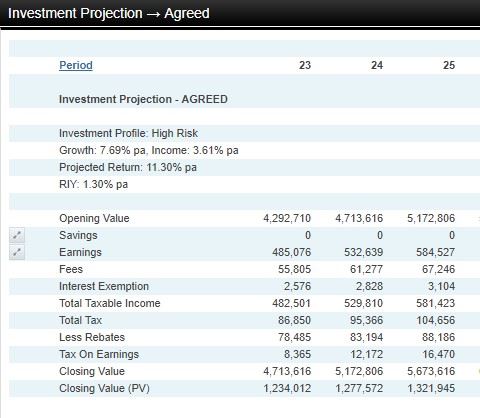 Investment Projection → Agreed
Period 23 24 25
Investment Projection - AGREED
Investment Profile: High Risk
Growth: 7.69% pa, Income: 3.61% pa
Projected Return: 11.30% pa
RIY: 1.30% pa
Opening Value 4,292,710 4,713,616 5,172,806
Savings 0 0 0
Earnings 485,076 532,639 584,527
Fees 55,805 61,277 67,246
Interest Exemption 2,576 2,828 3,104
Total Taxable Income 482,501 529,810 581,423
Total Tax 86,850 95,366 104,656
Less Rebates 78,485 83,194 88,186
Tax On Earnings 8,365 12,172 16,470
Closing Value 4,713,616 5,172,806 5,673,616
Closing Value (PV) 1,234,012 1,277,572 1,321,945